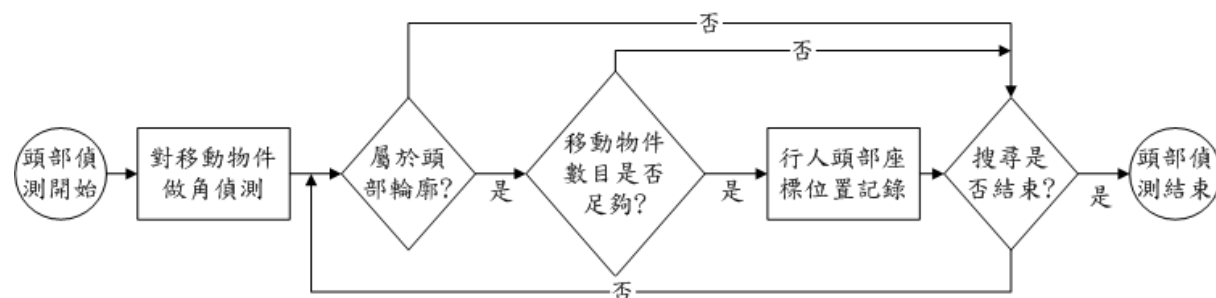 否
否
頭部偵
測開始
對移動物件
做角偵測
屬於頭
部輪廓?
是
移動物件
數目是否
足夠?
是
行人頭部座
標位置記錄
搜尋是
否結束?
是
頭部偵
測結束
否